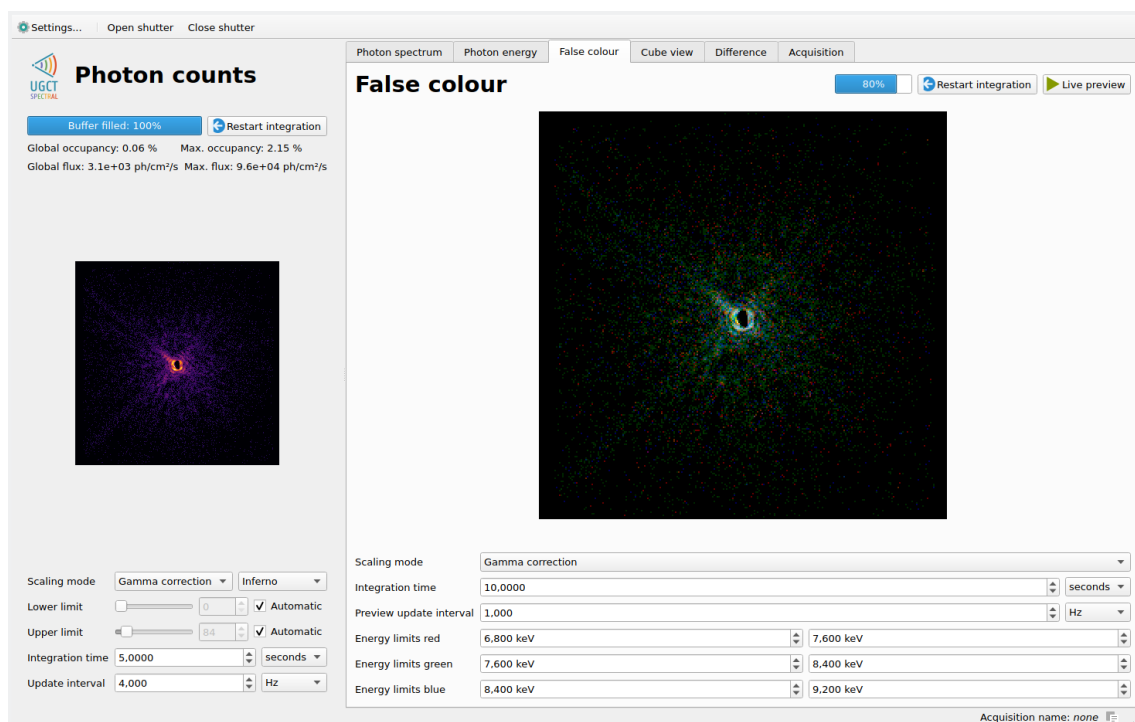 Settings... Open shutter Close shutter
UGCT
SPECTRAL
Photon counts
Buffer filled: 100% Restart integration
Global occupancy: 0.06 % Max. occupancy: 2.15 %
Global flux: 3.1e+03 ph/cm²/s Max. flux: 9.6e+04 ph/cm²/s
Scaling mode Gamma correction Inferno
Lower limit 0 Automatic
Upper limit 84 Automatic
Integration time 5,0000 seconds
Update interval 4,000 Hz
Photon spectrum Photon energy False colour Cube view Difference Acquisition
False colour 80% Restart integration Live preview
Scaling mode Gamma correction
Integration time 10,0000 seconds
Preview update interval 1,000 Hz
Energy limits red 6,800 keV 7,600 keV
Energy limits green 7,600 keV 8,400 keV
Energy limits blue 8,400 keV 9,200 keV
Acquisition name: none